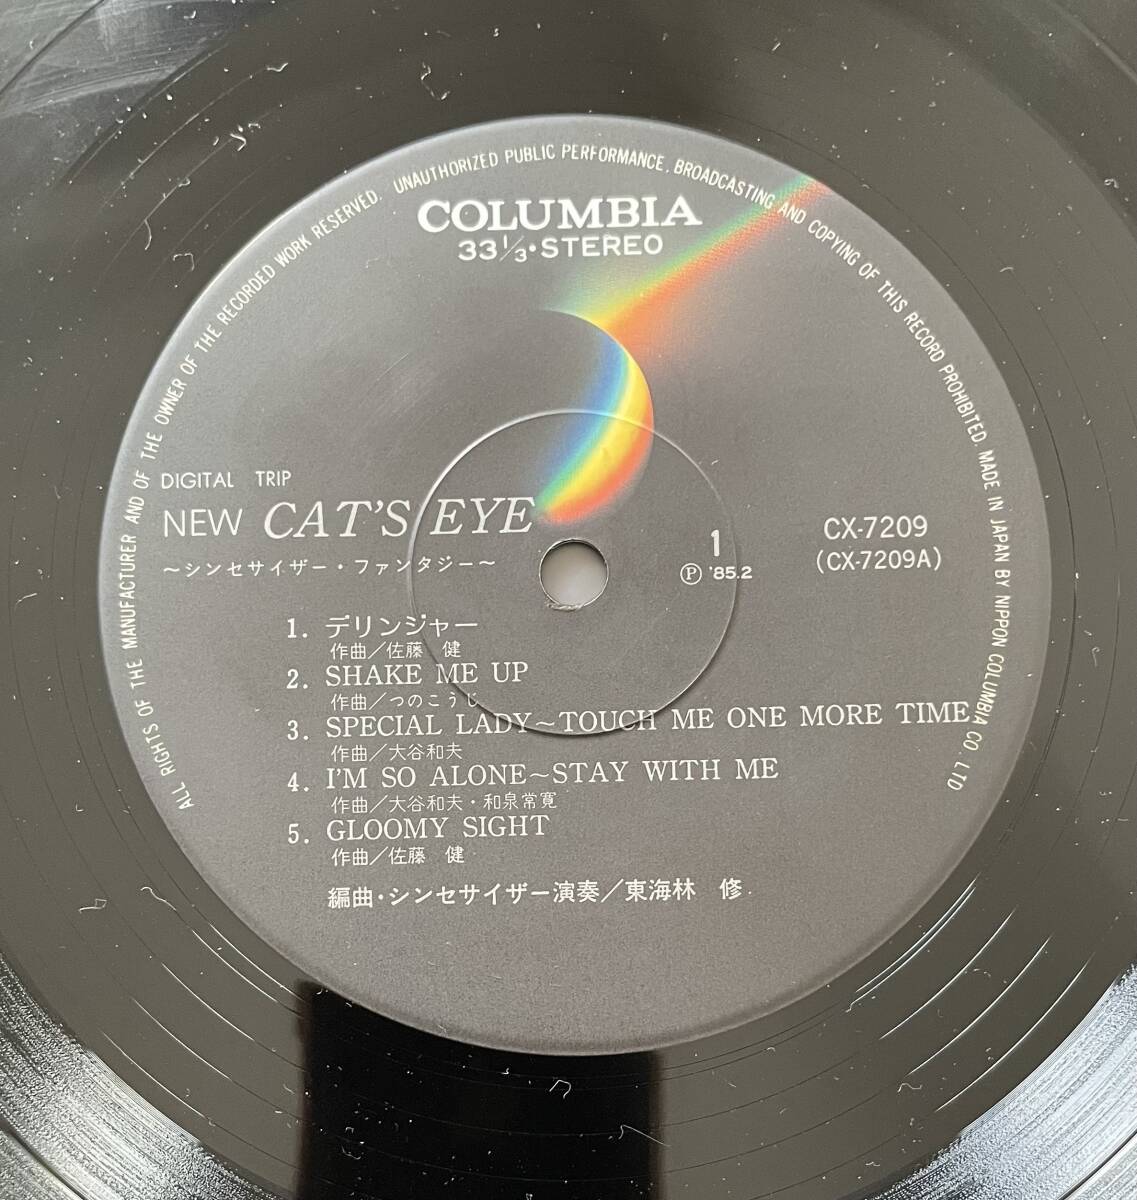 ALL RIGHTS OF THE MANUFACTURER AND OF THE OWNER OF THE RECORDED WORK RESERVED. UNAUTHORIZED PUBLIC PERFORMANCE, BROADCASTING AND COPYING OF THIS RECORD PROHIBITED. MADE IN JAPAN BY NIPPON COLUMBIA CO. LTD
COLUMBIA
33 1/3・STEREO
DIGITAL TRIP
NEW CAT'S EYE
～シンセサイザー・ファンタジー～
1
Ⓟ '85.2
CX-7209
(CX-7209A)
1. デリンジャー
作曲／佐藤 健
2. SHAKE ME UP
作曲／つのこうじ
3. SPECIAL LADY～TOUCH ME ONE MORE TIME
作曲／大谷和夫
4. I'M SO ALONE～STAY WITH ME
作曲／大谷和夫・和泉常寛
5. GLOOMY SIGHT
作曲／佐藤 健
編曲・シンセサイザー演奏／東海林 修